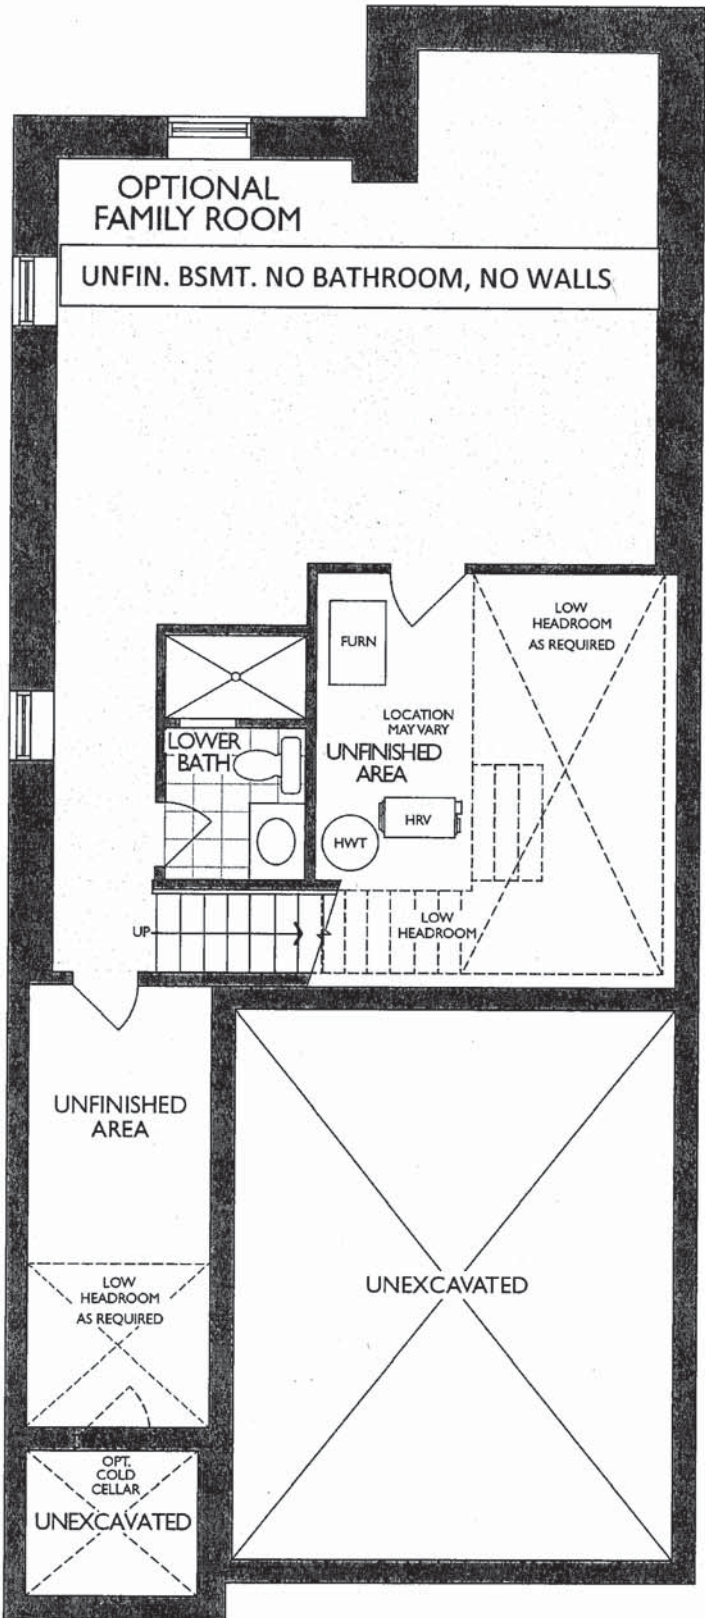 OPTIONAL
FAMILY ROOM
UNFIN. BSMT. NO BATHROOM, NO WALLS
LOW
HEADROOM
AS REQUIRED
FURN
LOCATION
MAY VARY
UNFINISHED
AREA
LOWER
BATH
HRV
HWT
UP
LOW
HEADROOM
UNFINISHED
AREA
LOW
HEADROOM
AS REQUIRED
UNEXCAVATED
OPT.
COLD
CELLAR
UNEXCAVATED